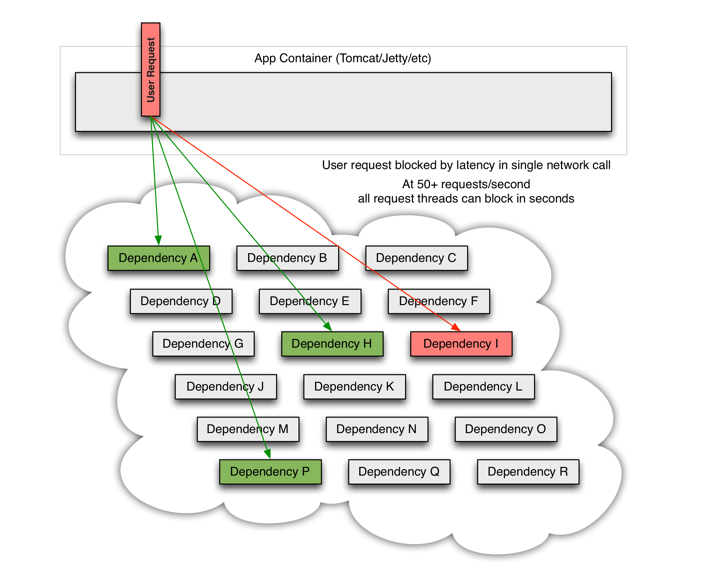 User Request
App Container (Tomcat/Jetty/etc)
User request blocked by latency in single network call
At 50+ requests/second
all request threads can block in seconds
Dependency A
Dependency B
Dependency C
Dependency D
Dependency E
Dependency F
Dependency G
Dependency H
Dependency I
Dependency J
Dependency K
Dependency L
Dependency M
Dependency N
Dependency O
Dependency P
Dependency Q
Dependency R